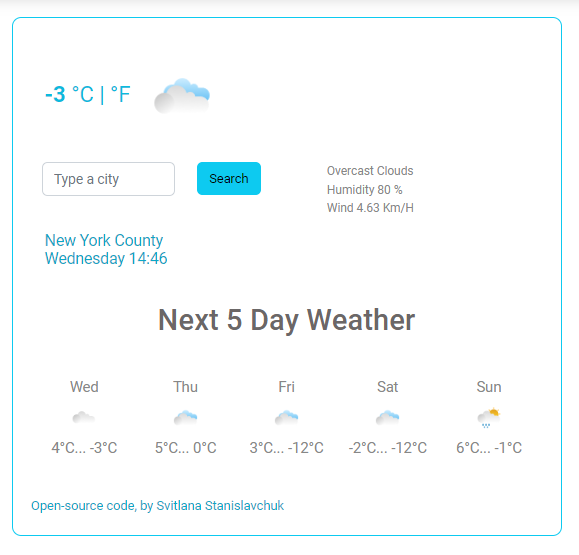 -3 °C | °F
Type a city
Search
Overcast Clouds
Humidity 80 %
Wind 4.63 Km/H
New York County
Wednesday 14:46
Next 5 Day Weather
Wed Thu Fri Sat Sun
4°C... -3°C 5°C... 0°C 3°C... -12°C -2°C... -12°C 6°C... -1°C
Open-source code, by Svitlana Stanislavchuk